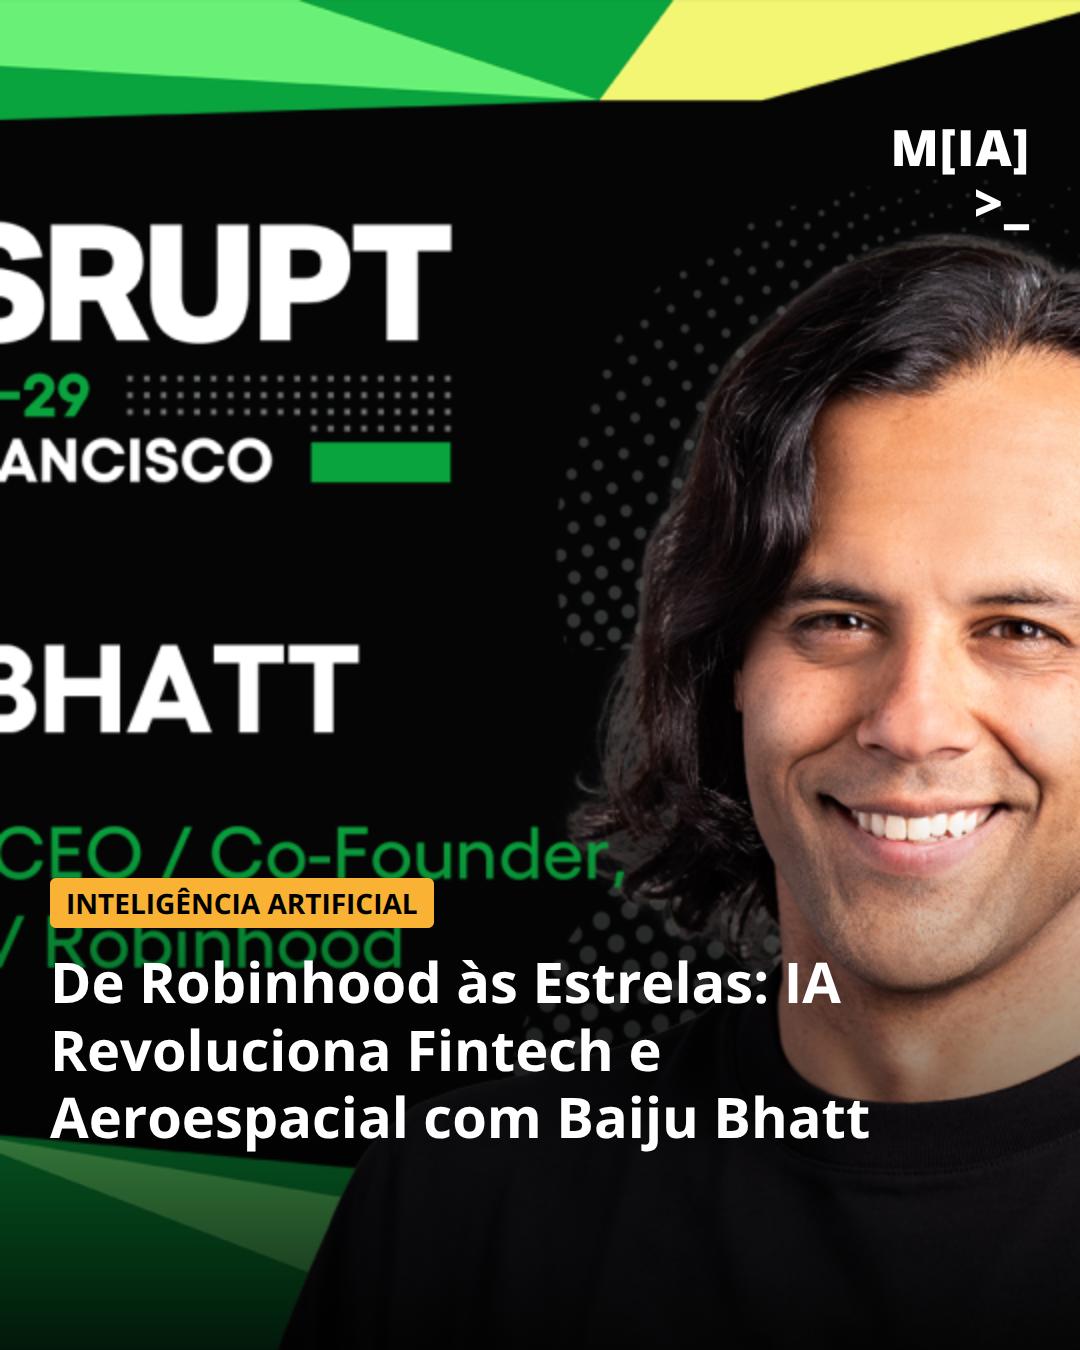 M[IA]
>_
SRUPT
–29
ANCISCO
BHATT
CEO / Co-Founder,
INTELIGÊNCIA ARTIFICIAL
/ Robinhood
De Robinhood às Estrelas: IA
Revoluciona Fintech e
Aeroespacial com Baiju Bhatt